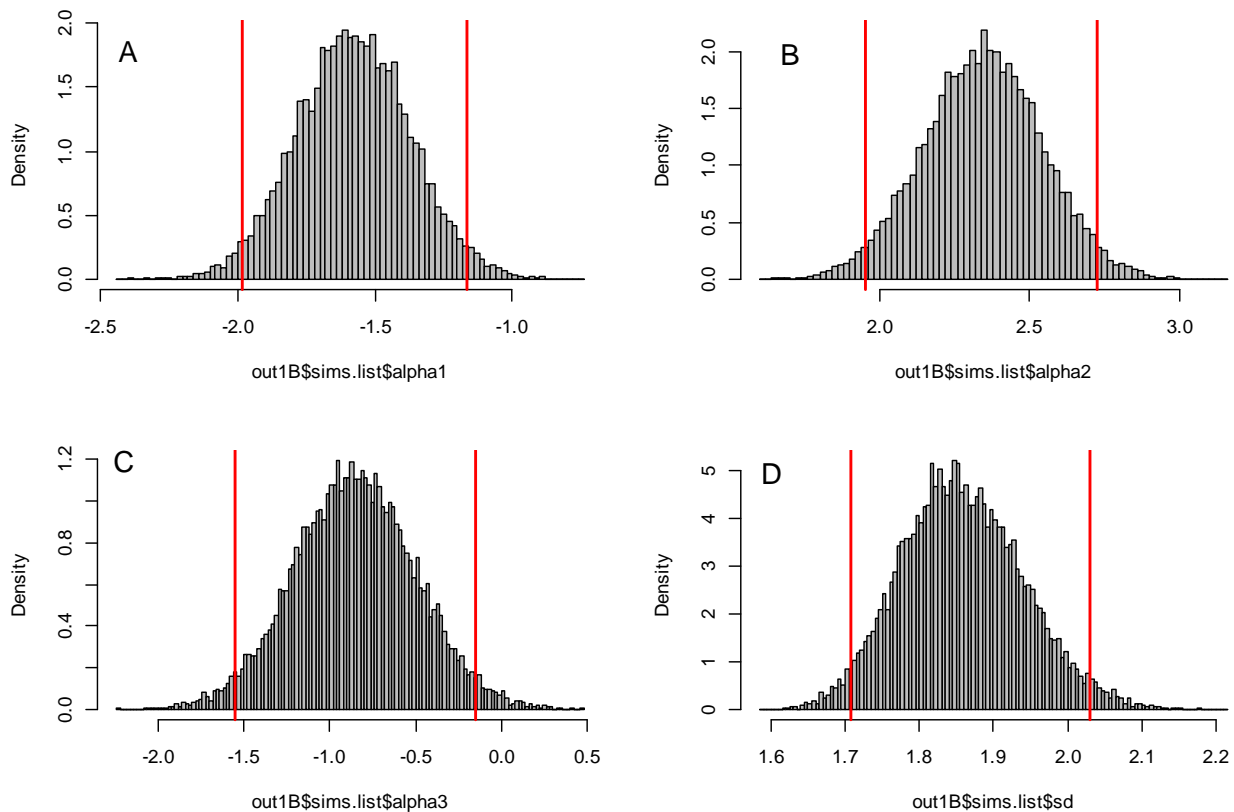 A
Density
0.0 0.5 1.0 1.5 2.0
-2.5 -2.0 -1.5 -1.0
out1B$sims.list$alpha1
B
Density
0.0 0.5 1.0 1.5 2.0
2.0 2.5 3.0
out1B$sims.list$alpha2
C
Density
0.0 0.4 0.8 1.2
-2.0 -1.5 -1.0 -0.5 0.0 0.5
out1B$sims.list$alpha3
D
Density
0 1 2 3 4 5
1.6 1.7 1.8 1.9 2.0 2.1 2.2
out1B$sims.list$sd